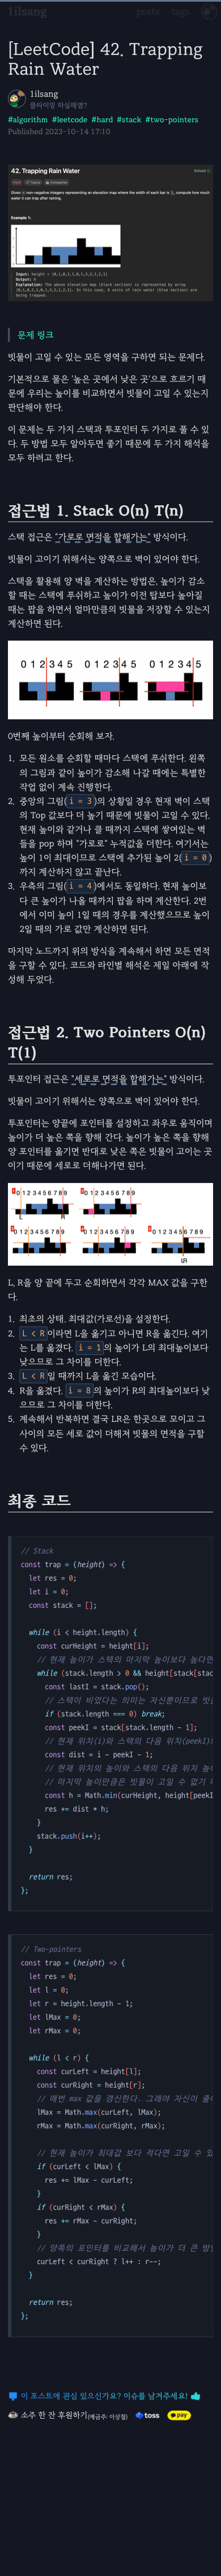 1ilsang
posts tags
[LeetCode] 42. Trapping
Rain Water
1ilsang
클라이밍 하실래염?
#algorithm #leetcode #hard #stack #two-pointers
Published 2023-10-14 17:10
42. Trapping Rain Water
Solved
Hard Topics Companies
Given n non-negative integers representing an elevation map where the width of each bar is 1, compute how much
water it can trap after raining.
Example 1:
Input: height = [0,1,0,2,1,0,1,3,2,1,2,1]
Output: 6
Explanation: The above elevation map (black section) is represented by array
[0,1,0,2,1,0,1,3,2,1,2,1]. In this case, 6 units of rain water (blue section) are
being trapped.
문제 링크
빗물이 고일 수 있는 모든 영역을 구하면 되는 문제다.
기본적으로 물은 '높은 곳에서 낮은 곳'으로 흐르기 때
문에 우리는 높이를 비교하면서 빗물이 고일 수 있는지
판단해야 한다.
이 문제는 두 가지 스택과 투포인터 두 가지로 풀 수 있
다. 두 방법 모두 알아두면 좋기 때문에 두 가지 해석을
모두 하려고 한다.
접근법 1. Stack O(n) T(n)
스택 접근은 "가로로 면적을 합해가는" 방식이다.
빗물이 고이기 위해서는 양쪽으로 벽이 있어야 한다.
스택을 활용해 양 벽을 계산하는 방법은, 높이가 감소
할 때는 스택에 푸쉬하고 높이가 이전 탑보다 높아질
때는 팝을 하면서 얼마만큼의 빗물을 저장할 수 있는지
계산하면 된다.
0 1 2 3 4 5 0 1 2 3 4 5 0 1 2 3 4 5
0번째 높이부터 순회해 보자.
1. 모든 원소를 순회할 때마다 스택에 푸쉬한다. 왼쪽
의 그림과 같이 높이가 감소해 나갈 때에는 특별한
작업 없이 계속 진행한다.
2. 중앙의 그림( i = 3 )의 상황일 경우 현재 벽이 스택
의 Top 값보다 더 높기 때문에 빗물이 고일 수 있다.
현재 높이와 같거나 클 때까지 스택에 쌓여있는 벽
들을 pop 하며 "가로로" 누적값을 더한다. 여기서는
높이 1이 최대이므로 스택에 추가된 높이 2( i = 0 )
까지 계산하지 않고 끝난다.
3. 우측의 그림( i = 4 )에서도 동일하다. 현재 높이보
다 큰 높이가 나올 때까지 팝을 하며 계산한다. 2번
에서 이미 높이 1일 때의 경우를 계산했으므로 높이
2일 때의 가로 값만 계산하면 된다.
마지막 노드까지 위의 방식을 계속해서 하면 모든 면적
을 구할 수 있다. 코드와 라인별 해석은 제일 아래에 작
성해 두었다.
접근법 2. Two Pointers O(n)
T(1)
투포인터 접근은 "세로로 면적을 합해가는" 방식이다.
빗물이 고이기 위해서는 양쪽으로 벽이 있어야 한다.
투포인터는 양끝에 포인터를 설정하고 좌우로 움직이며
높이가 더 높은 쪽을 향해 간다. 높이가 높은 쪽을 향해
양 포인터를 옮기면 반대로 낮은 쪽은 빗물이 고이는 곳
이기 때문에 세로로 더해나가면 된다.
0 1 2 3 4 5 6 7 8 9 0 1 2 3 4 5 6 7 8 9
L R
0 1 2 3 4 5 6 7 8 9 0 1 2 3 4 5 6 7 8 9 0 1 2 3 4 5 6 7 8 9
LR
L, R을 양 끝에 두고 순회하면서 각각 MAX 값을 구한
다.
1. 최초의 상태. 최대값(가로선)을 설정한다.
2. L < R 이라면 L을 옮기고 아니면 R을 옮긴다. 여기
는 L를 옮겼다. i = 1 의 높이가 L의 최대높이보다
낮으므로 그 차이를 더한다.
3. L < R 일 때까지 L을 옮긴 모습이다.
4. R을 옮겼다. i = 8 의 높이가 R의 최대높이보다 낮
으므로 그 차이를 더한다.
5. 계속해서 반복하면 결국 LR은 한곳으로 모이고 그
사이의 모든 세로 값이 더해져 빗물의 면적을 구할
수 있다.
최종 코드
// Stack
const trap = (height) => {
let res = 0;
let i = 0;
const stack = [];
while (i < height.length) {
const curHeight = height[i];
// 현재 높이가 스택의 마지막 높이보다 높다면
while (stack.length > 0 && height[stack[stac
const lastI = stack.pop();
// 스택이 비었다는 의미는 자신뿐이므로 빗물
if (stack.length === 0) break;
const peekI = stack[stack.length - 1];
// 현재 위치(i)와 스택의 다음 위치(peekI)의
const dist = i - peekI - 1;
// 현재 위치의 높이와 스택의 다음 위치 높이
// 마지막 높이만큼은 빗물이 고일 수 없기 때
const h = Math.min(curHeight, height[peekI
res += dist * h;
}
stack.push(i++);
}
return res;
};
// Two-pointers
const trap = (height) => {
let res = 0;
let l = 0;
let r = height.length - 1;
let lMax = 0;
let rMax = 0;
while (l < r) {
const curLeft = height[l];
const curRight = height[r];
// 매번 max 값을 갱신한다. 그래야 자신이 줄어
lMax = Math.max(curLeft, lMax);
rMax = Math.max(curRight, rMax);
// 현재 높이가 최대값 보다 적다면 고일 수 있
if (curLeft < lMax) {
res += lMax - curLeft;
}
if (curRight < rMax) {
res += rMax - curRight;
}
// 양쪽의 포인터를 비교해서 높이가 더 큰 방향
curLeft < curRight ? l++ : r--;
}
return res;
};
이 포스트에 관심 있으신가요? 이슈를 남겨주세요!
소주 한 잔 후원하기(예금주: 이상철) toss pay